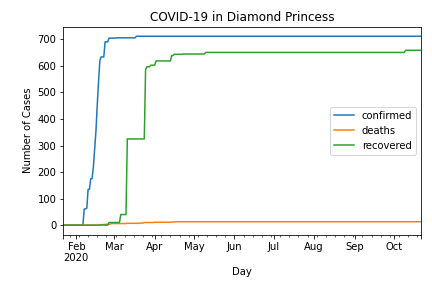 COVID-19 in Diamond Princess
Number of Cases
700
600
500
400
300
200
100
0
confirmed
deaths
recovered
Feb Mar Apr May Jun Jul Aug Sep Oct
2020
Day